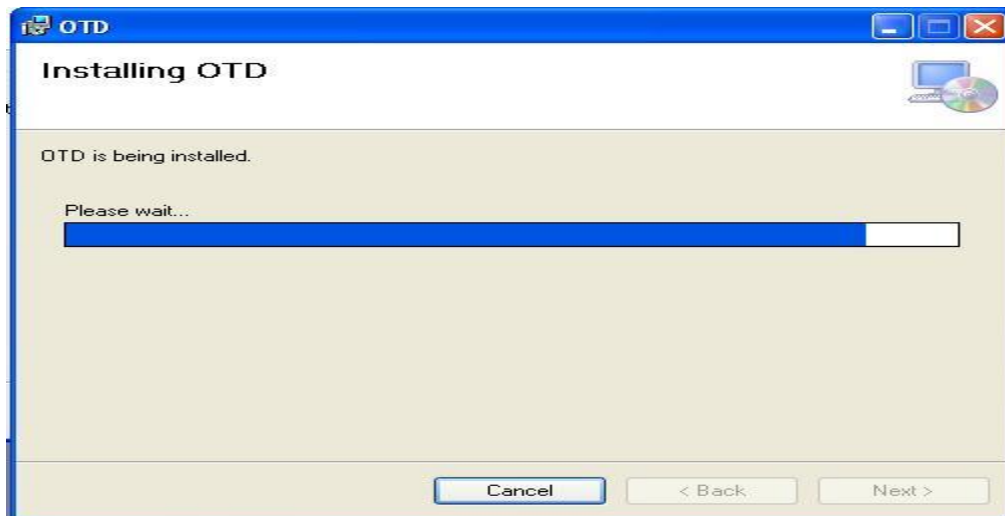 OTD
Installing OTD
OTD is being installed.
Please wait...
Cancel
< Back
Next >